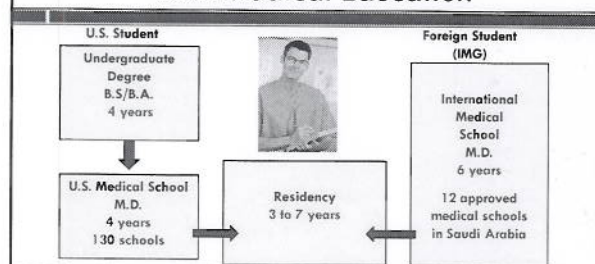 U.S. Student
Undergraduate
Degree
B.S/B.A.
4 years
U.S. Medical School
M.D.
4 years
130 schools
Residency
3 to 7 years
Foreign Student
(IMG)
International
Medical
School
M.D.
6 years
12 approved
medical schools
in Saudi Arabia